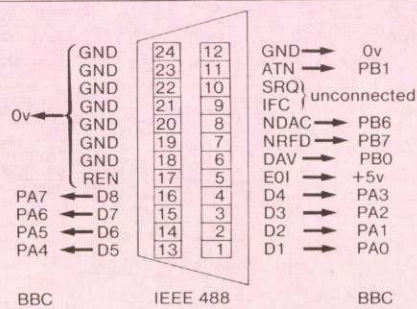 GND 24 12 GND → 0v
GND 23 11 ATN → PB1
GND 22 10 SRQ
GND 21 9 IFC } unconnected
0v ← { GND 20 8 NDAC → PB6
GND 19 7 NRFD → PB7
GND 18 6 DAV → PB0
REN 17 5 EOI → +5v
PA7 ← D8 16 4 D4 → PA3
PA6 ← D7 15 3 D3 → PA2
PA5 ← D6 14 2 D2 → PA1
PA4 ← D5 13 1 D1 → PA0
BBC IEEE 488 BBC